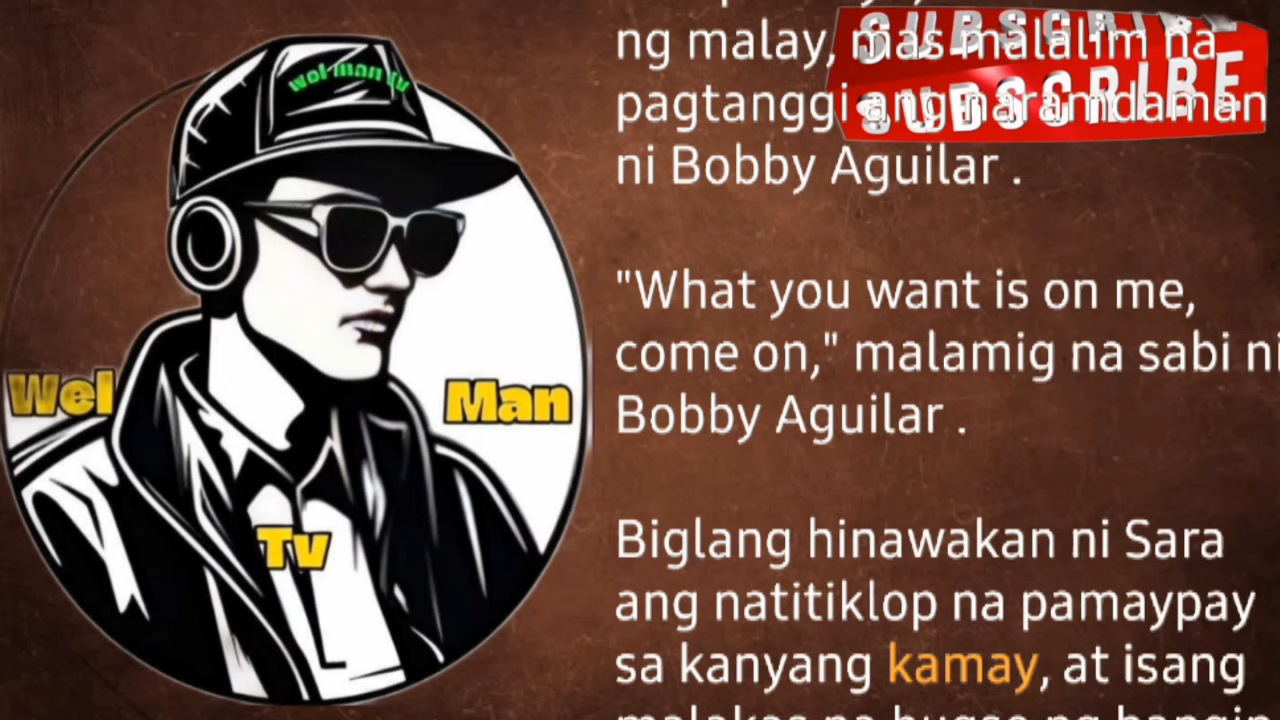 wel man tv
Wel
Man
Tv
SUBSCRIBE
SUBSCRIBE
ng malay, mas malalim na
pagtanggi ang naramdaman
ni Bobby Aguilar .
"What you want is on me,
come on," malamig na sabi ni
Bobby Aguilar .
Biglang hinawakan ni Sara
ang natitiklop na pamaypay
sa kanyang kamay, at isang